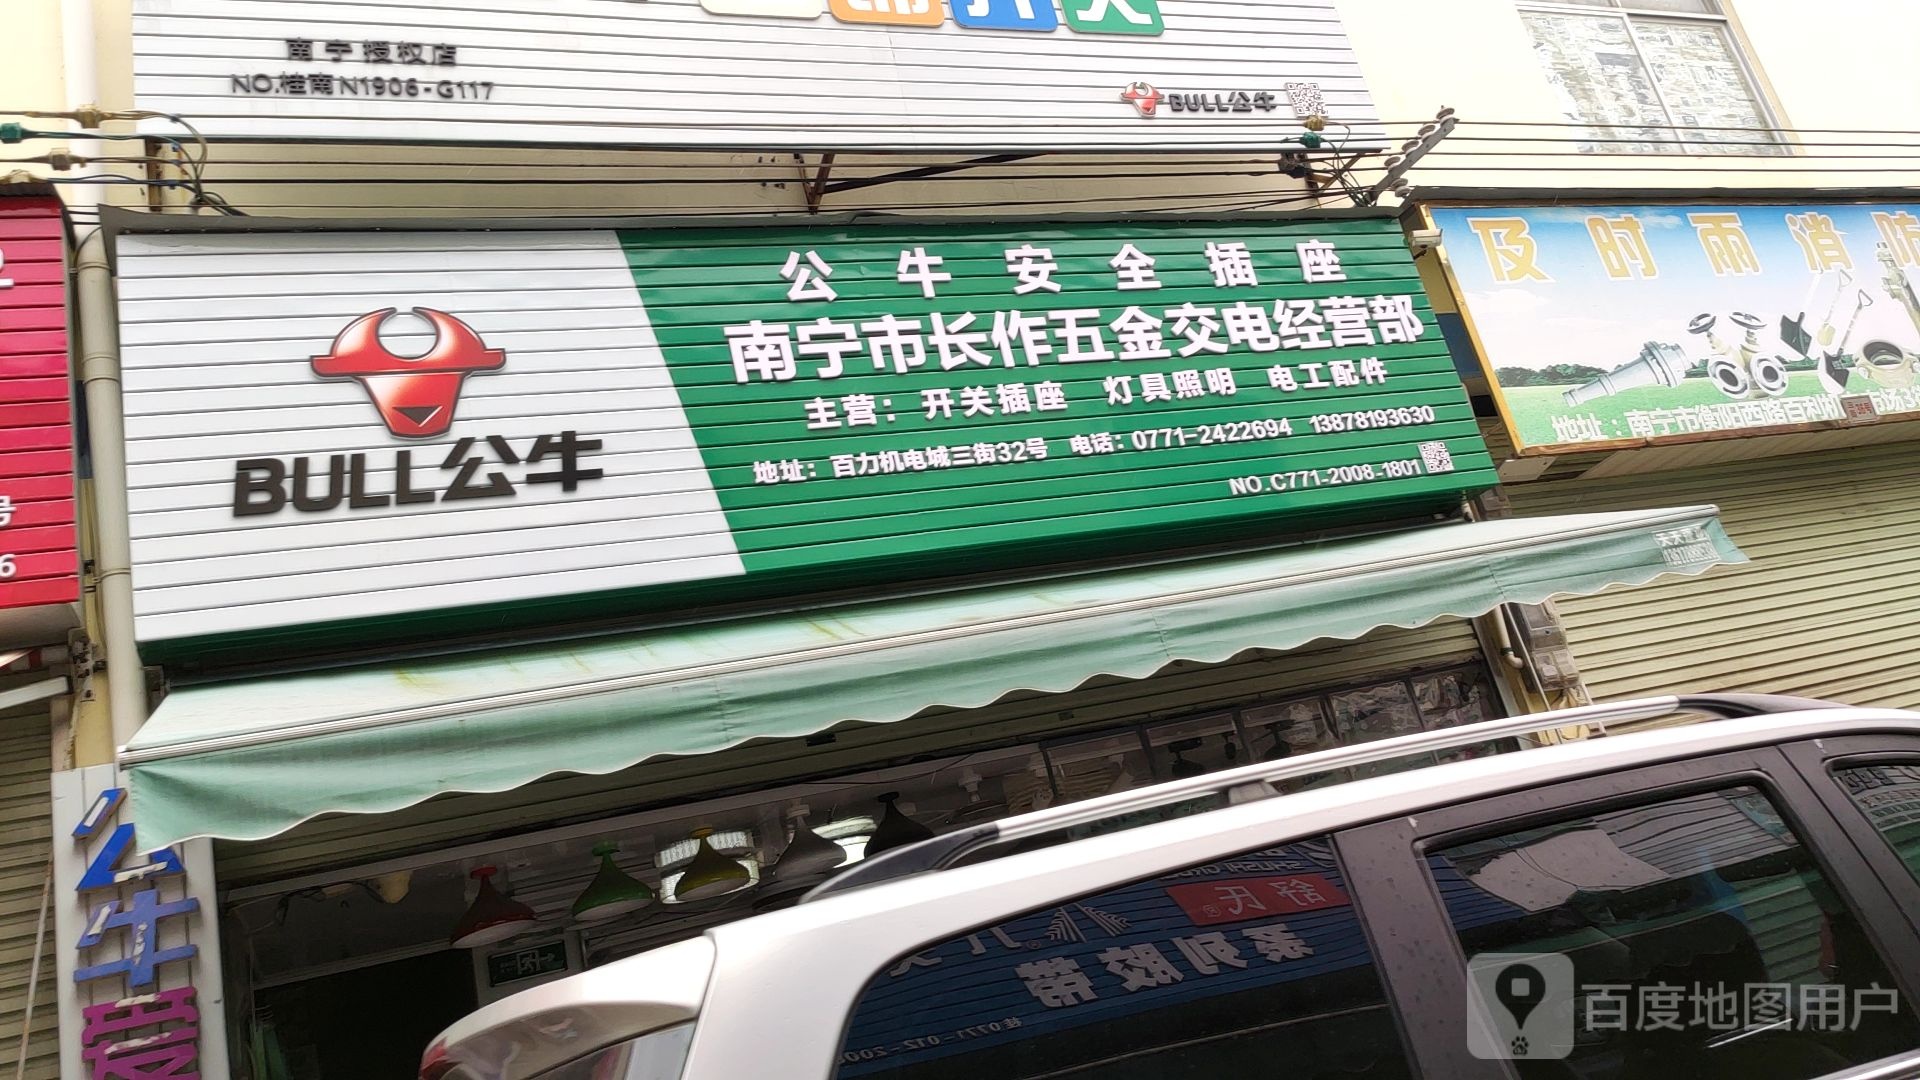 南宁授权店
NO.桂南N1906-G117
BULL公牛
公牛安全插座
南宁市长作五金交电经营部
主营：开关插座 灯具照明 电工配件
地址：百力机电城三街32号 电话：0771-2422694 13878193630
NO.C771-2008-1801
BULL公牛
及时雨消防
地址：南宁市衡阳西路百利机
公牛
系列胶带
百度地图用户